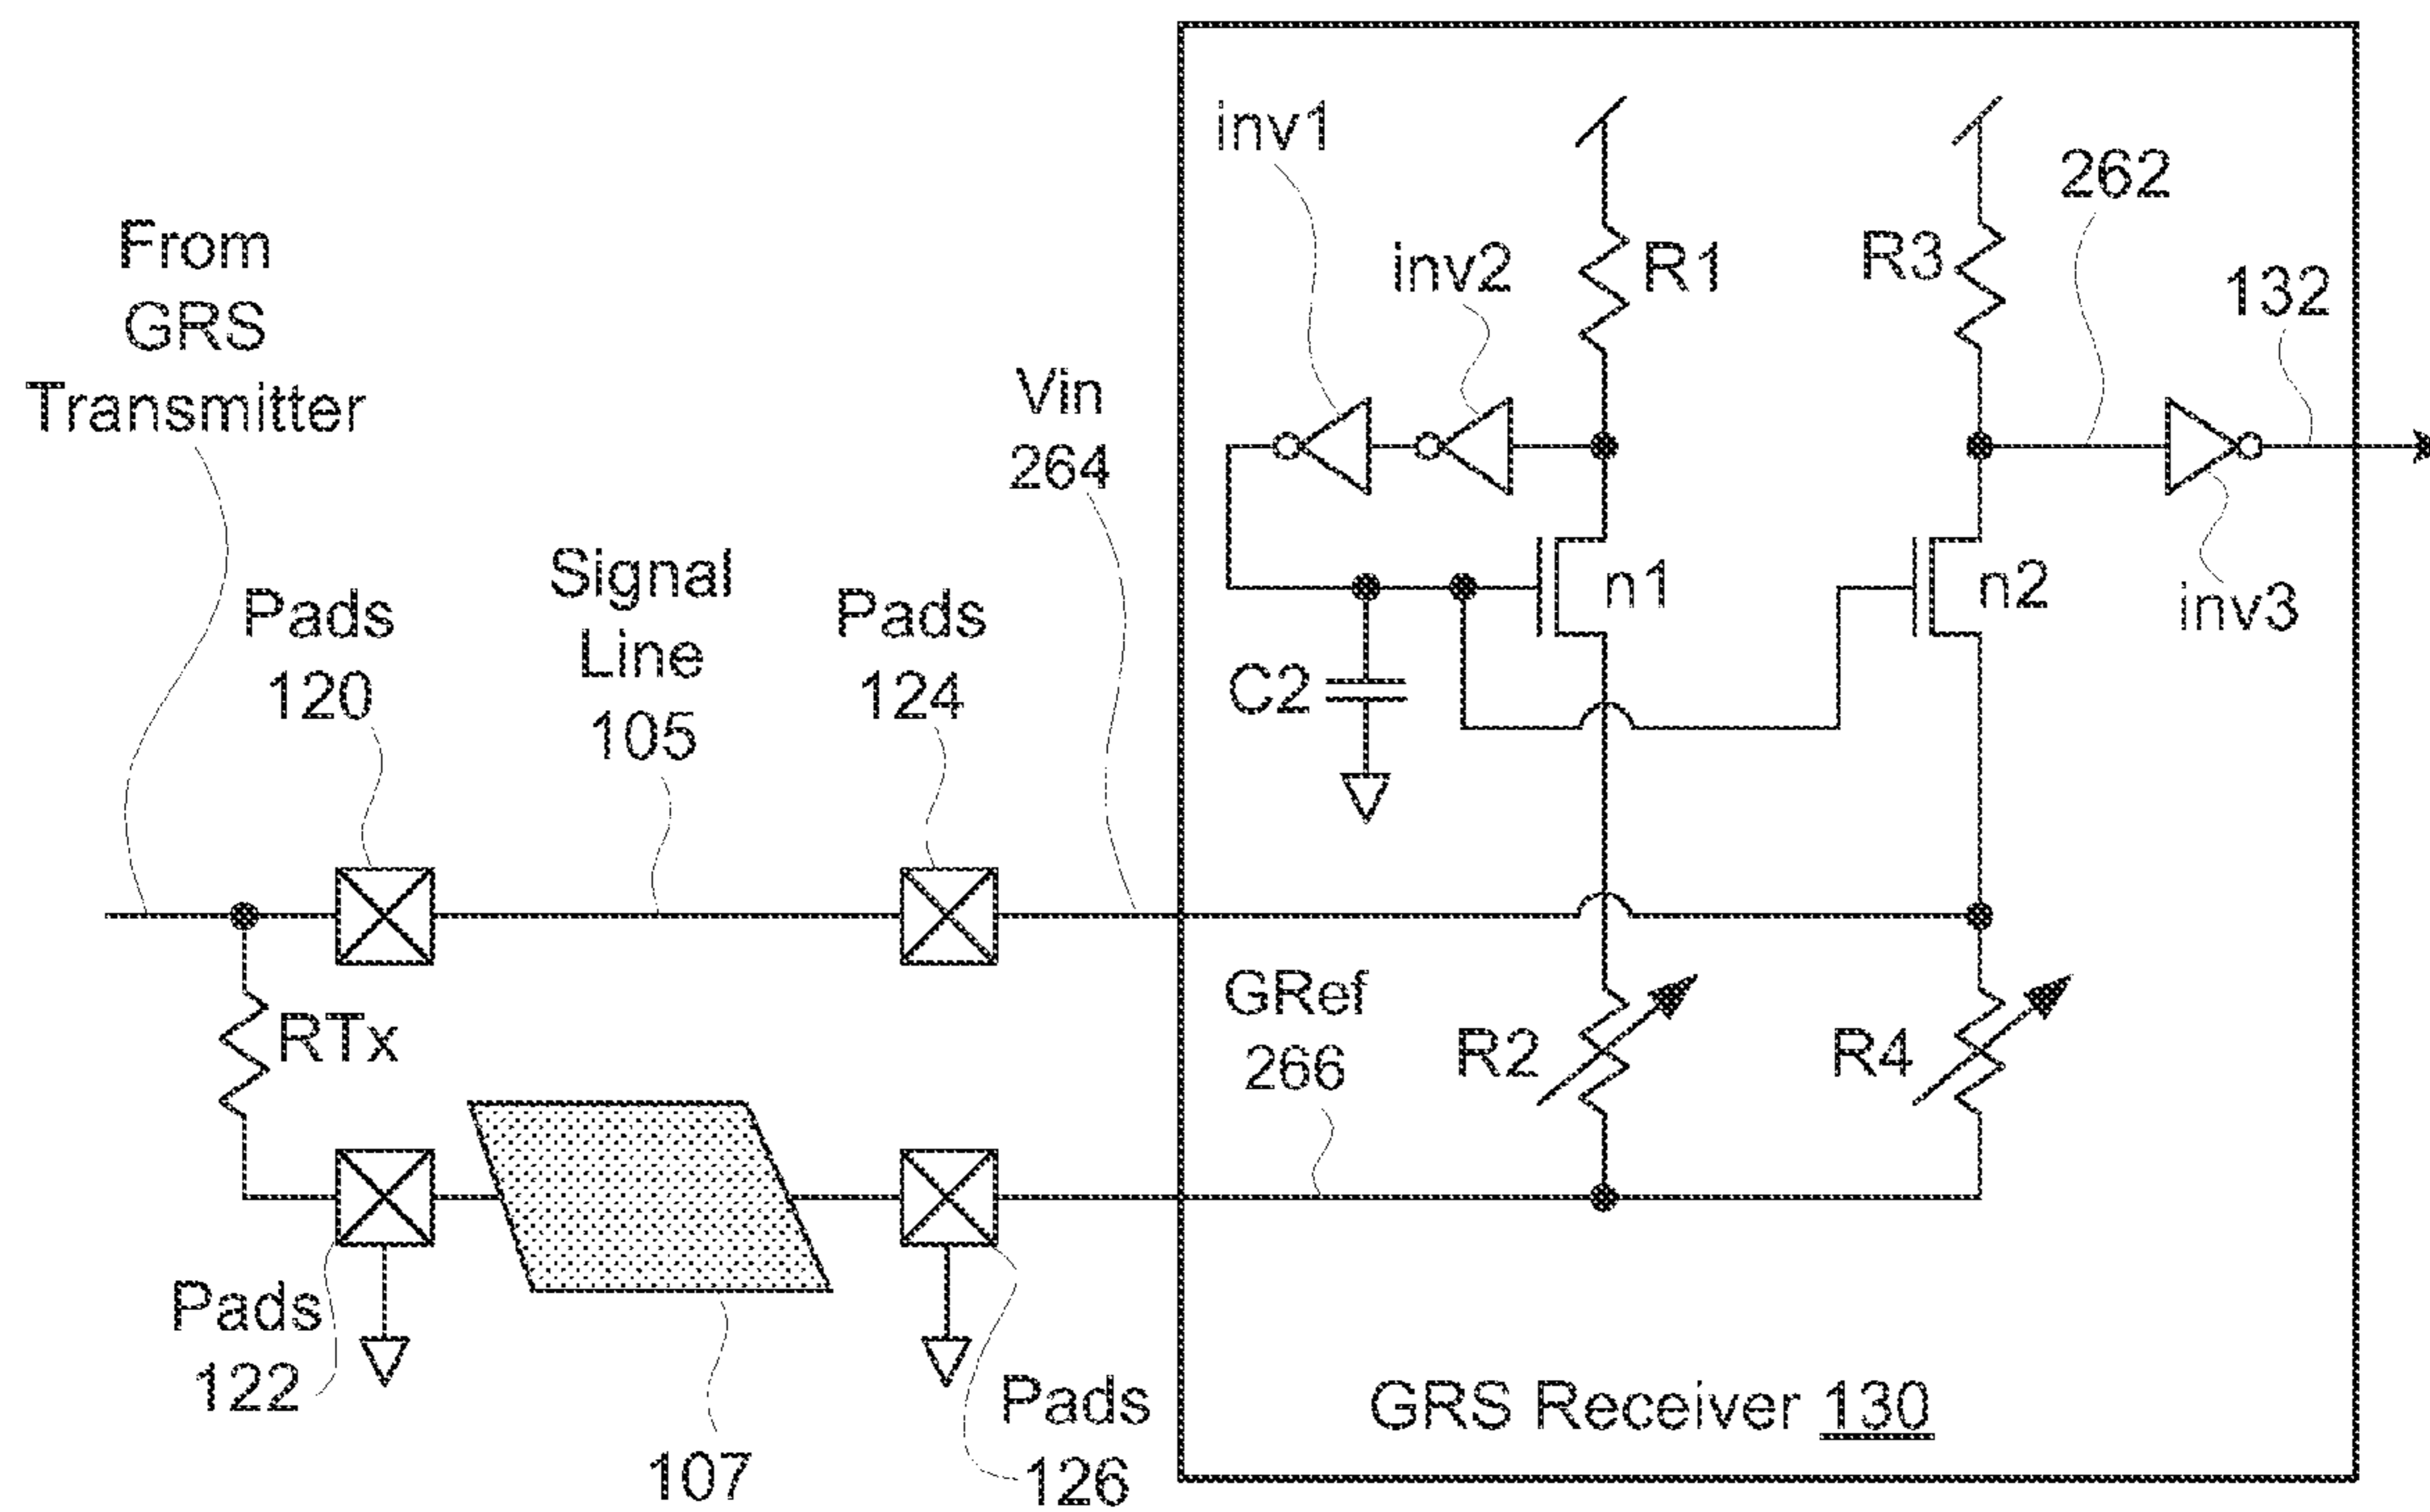 inv1
262
From
GRS
Transmitter
inv2
R1
R3
132
Vin
264
Signal
Line
105
Pads
120
Pads
124
n1
n2
inv3
C2
RTx
GRef
266
R2
R4
Pads
122
107
Pads
126
GRS Receiver 130